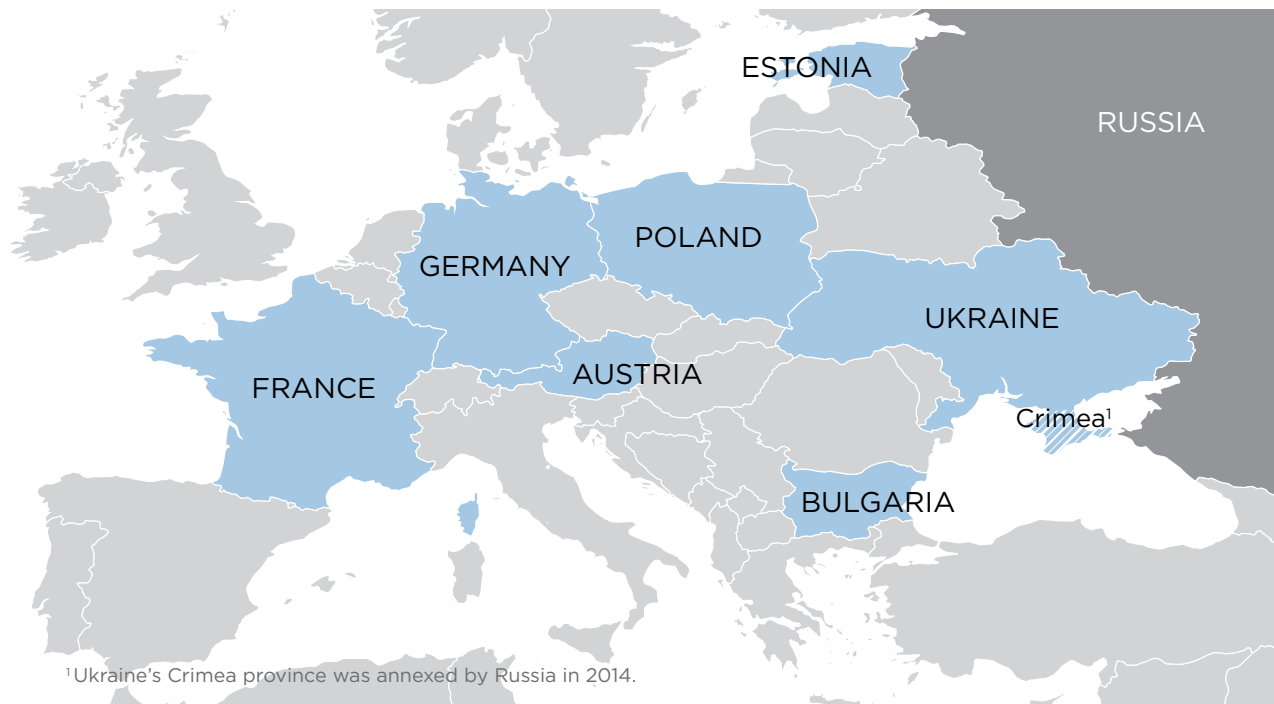 ESTONIA
RUSSIA
POLAND
GERMANY
UKRAINE
AUSTRIA
FRANCE
Crimea¹
BULGARIA
¹Ukraine’s Crimea province was annexed by Russia in 2014.